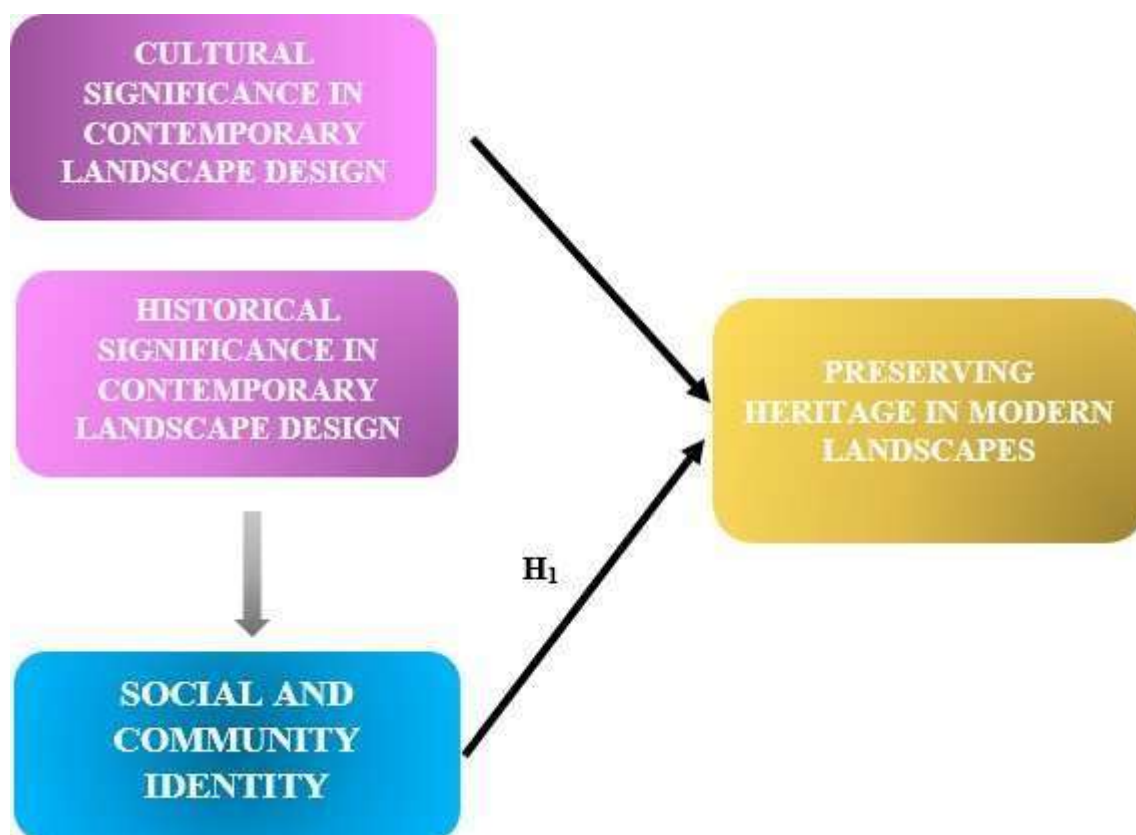 CULTURAL
SIGNIFICANCE IN
CONTEMPORARY
LANDSCAPE DESIGN
HISTORICAL
SIGNIFICANCE IN
CONTEMPORARY
LANDSCAPE DESIGN
PRESERVING
HERITAGE IN MODERN
LANDSCAPES
H₁
SOCIAL AND
COMMUNITY
IDENTITY